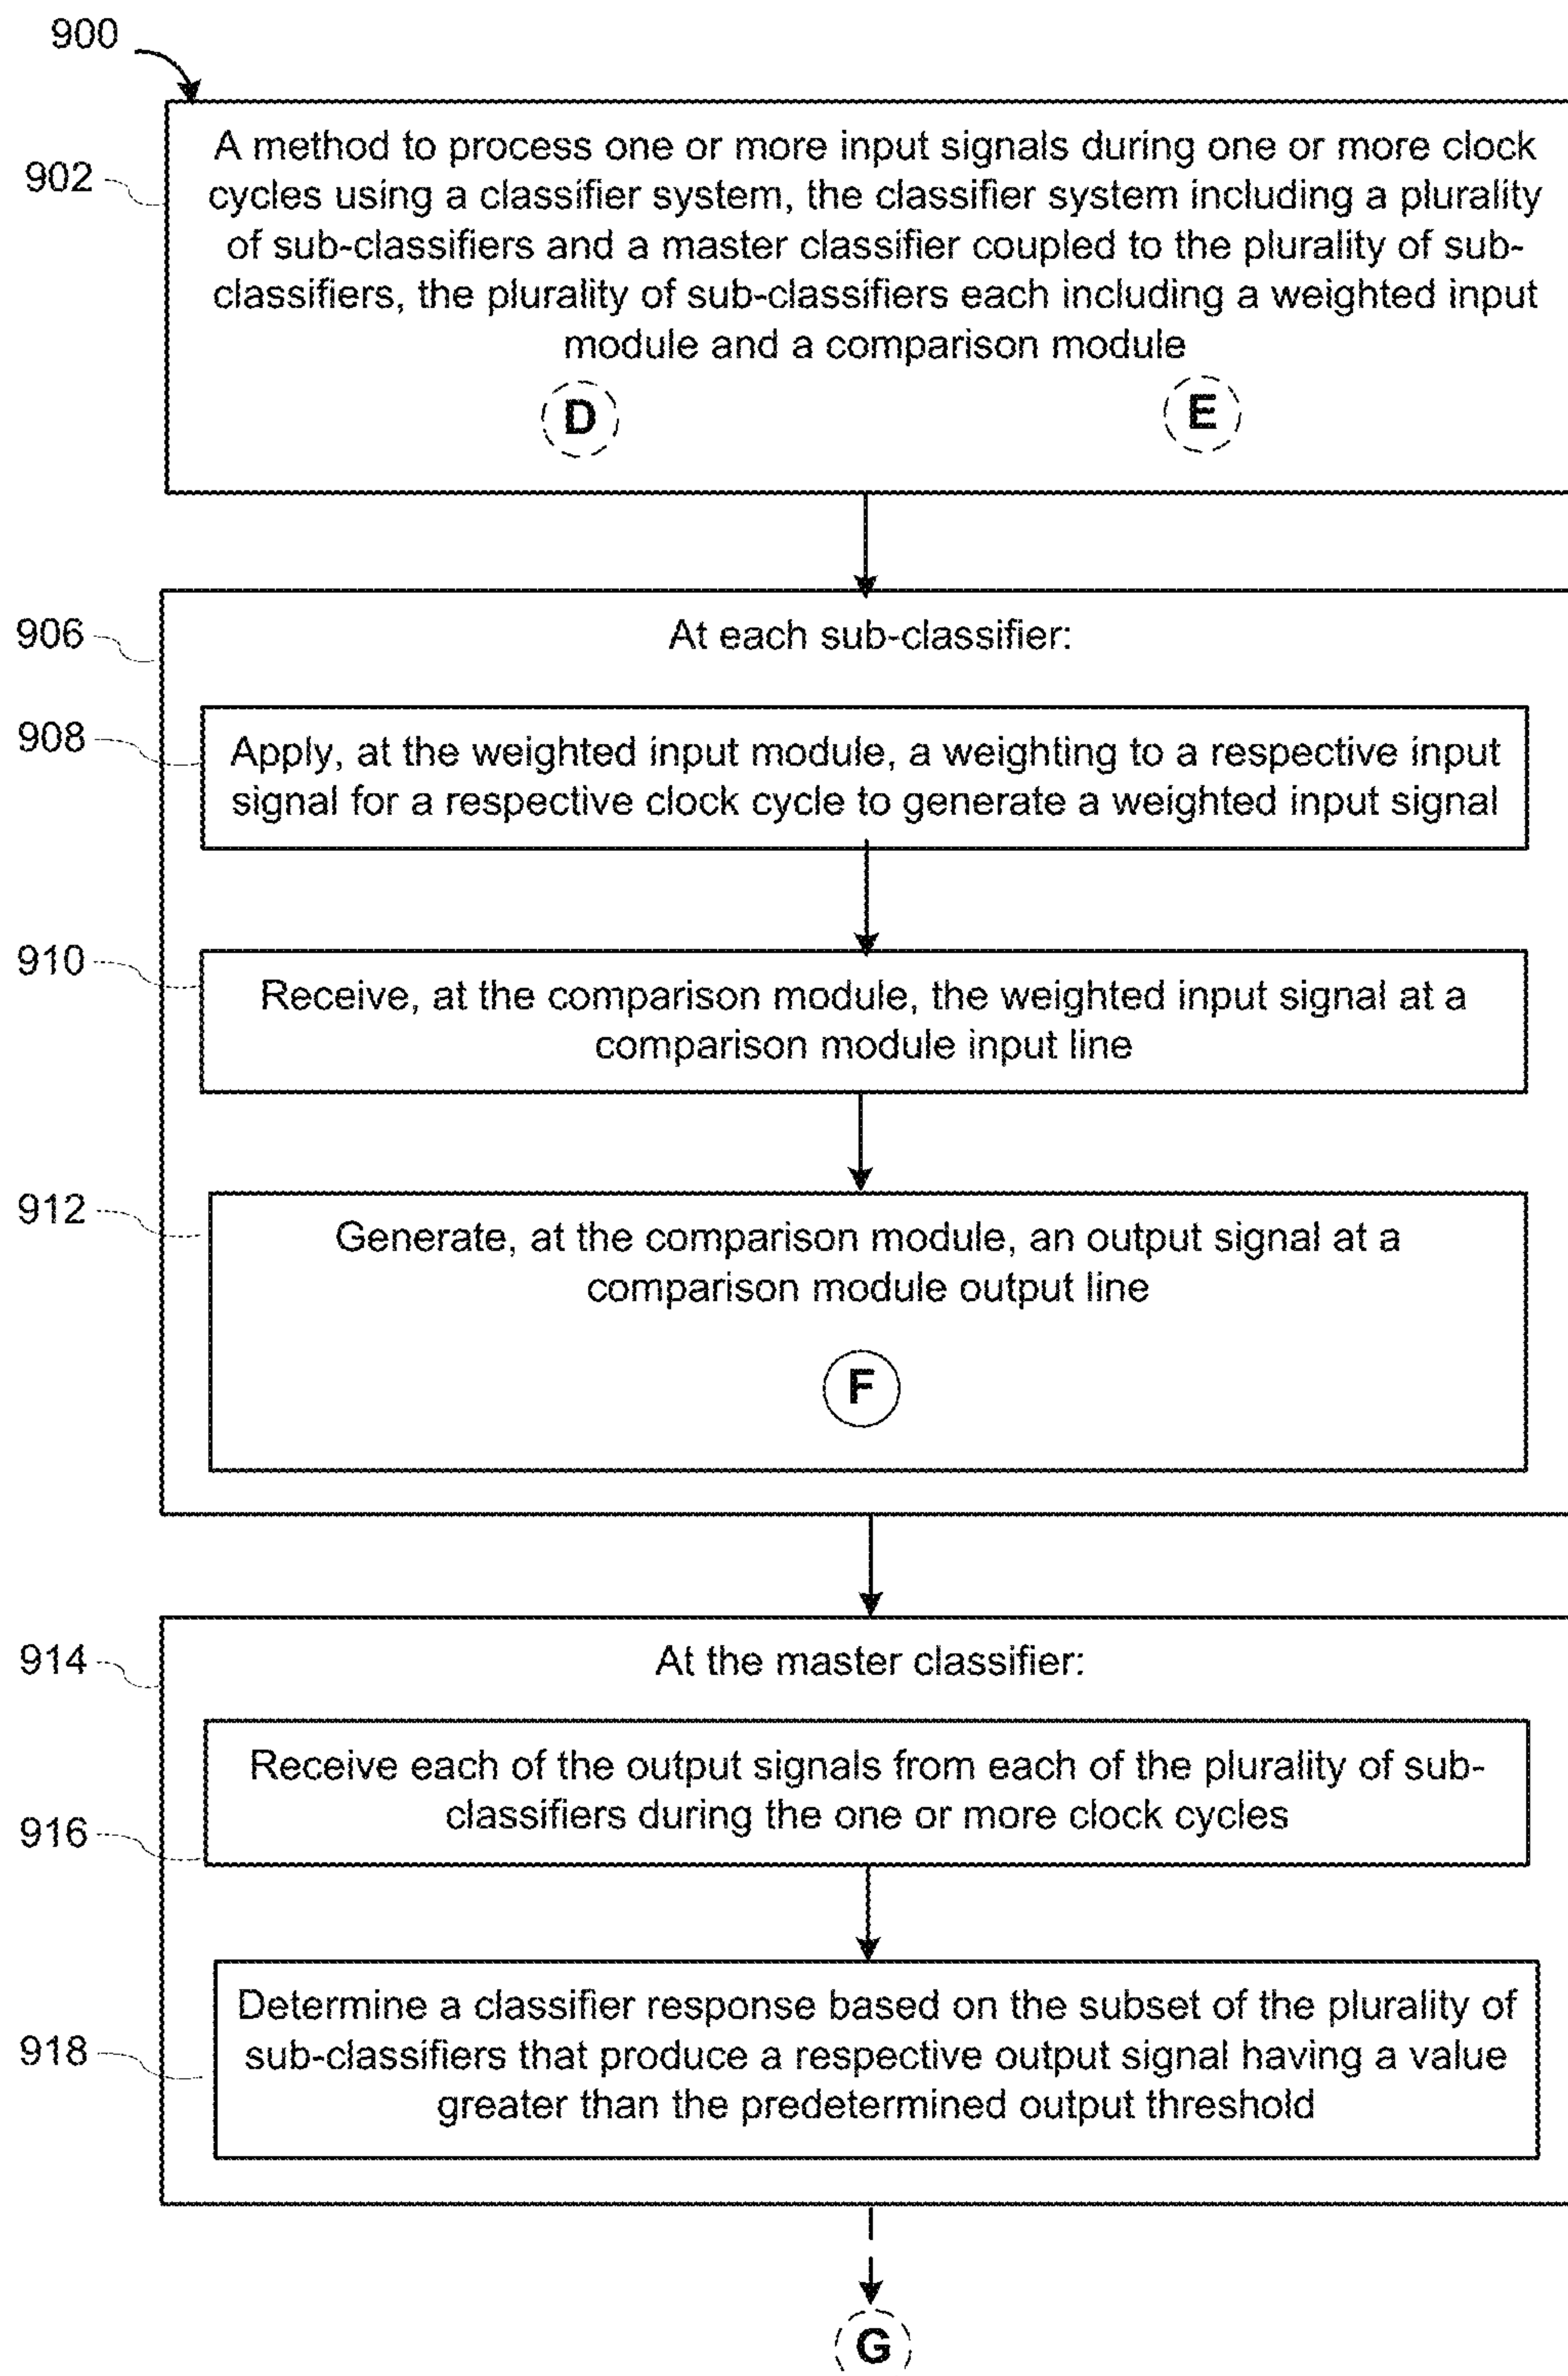 900
902
A method to process one or more input signals during one or more clock
cycles using a classifier system, the classifier system including a plurality
of sub-classifiers and a master classifier coupled to the plurality of sub-
classifiers, the plurality of sub-classifiers each including a weighted input
module and a comparison module
D
E
906
At each sub-classifier:
908
Apply, at the weighted input module, a weighting to a respective input
signal for a respective clock cycle to generate a weighted input signal
910
Receive, at the comparison module, the weighted input signal at a
comparison module input line
912
Generate, at the comparison module, an output signal at a
comparison module output line
F
914
At the master classifier:
916
Receive each of the output signals from each of the plurality of sub-
classifiers during the one or more clock cycles
918
Determine a classifier response based on the subset of the plurality of
sub-classifiers that produce a respective output signal having a value
greater than the predetermined output threshold
G